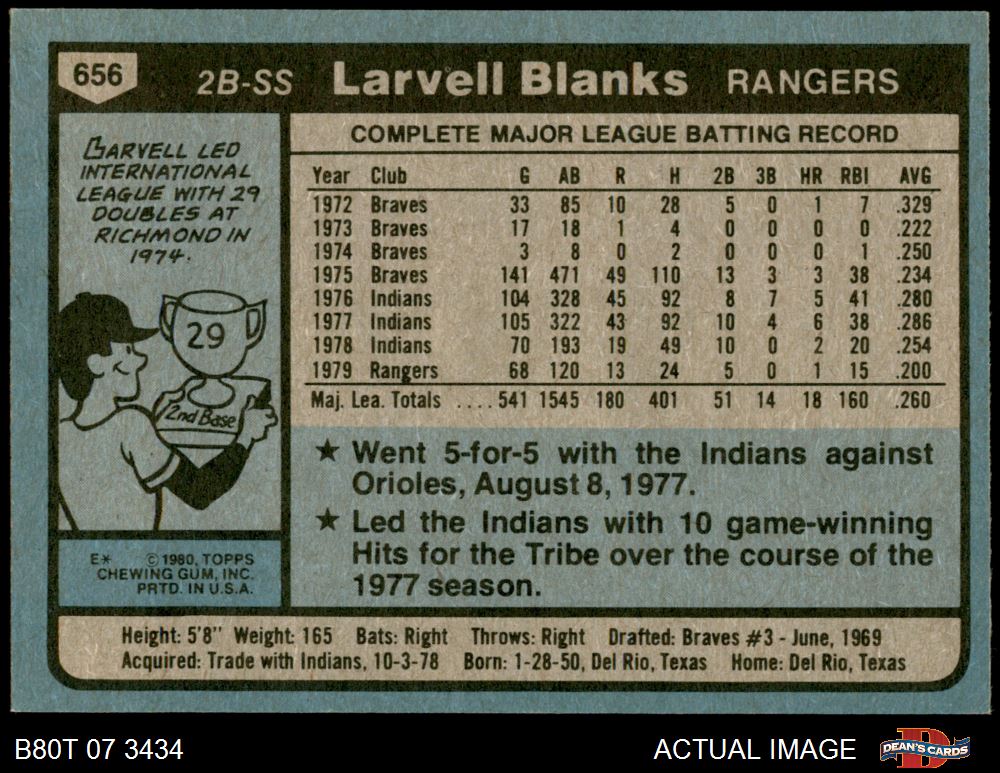 656 2B-SS Larvell Blanks RANGERS
LARVELL LED
INTERNATIONAL
LEAGUE WITH 29
DOUBLES AT
RICHMOND IN
1974.
29
2nd Base
E* ©1980, TOPPS
CHEWING GUM, INC.
PRTD. IN U.S.A.
COMPLETE MAJOR LEAGUE BATTING RECORD
Year Club G AB R H 2B 3B HR RBI AVG
1972 Braves 33 85 10 28 5 0 1 7 .329
1973 Braves 17 18 1 4 0 0 0 0 .222
1974 Braves 3 8 0 2 0 0 0 1 .250
1975 Braves 141 471 49 110 13 3 3 38 .234
1976 Indians 104 328 45 92 8 7 5 41 .280
1977 Indians 105 322 43 92 10 4 6 38 .286
1978 Indians 70 193 19 49 10 0 2 20 .254
1979 Rangers 68 120 13 24 5 0 1 15 .200
Maj. Lea. Totals ....541 1545 180 401 51 14 18 160 .260
★ Went 5-for-5 with the Indians against
Orioles, August 8, 1977.
★ Led the Indians with 10 game-winning
Hits for the Tribe over the course of the
1977 season.
Height: 5'8" Weight: 165 Bats: Right Throws: Right Drafted: Braves #3 - June, 1969
Acquired: Trade with Indians, 10-3-78 Born: 1-28-50, Del Rio, Texas Home: Del Rio, Texas
B80T 07 3434 ACTUAL IMAGE DEAN'S CARDS